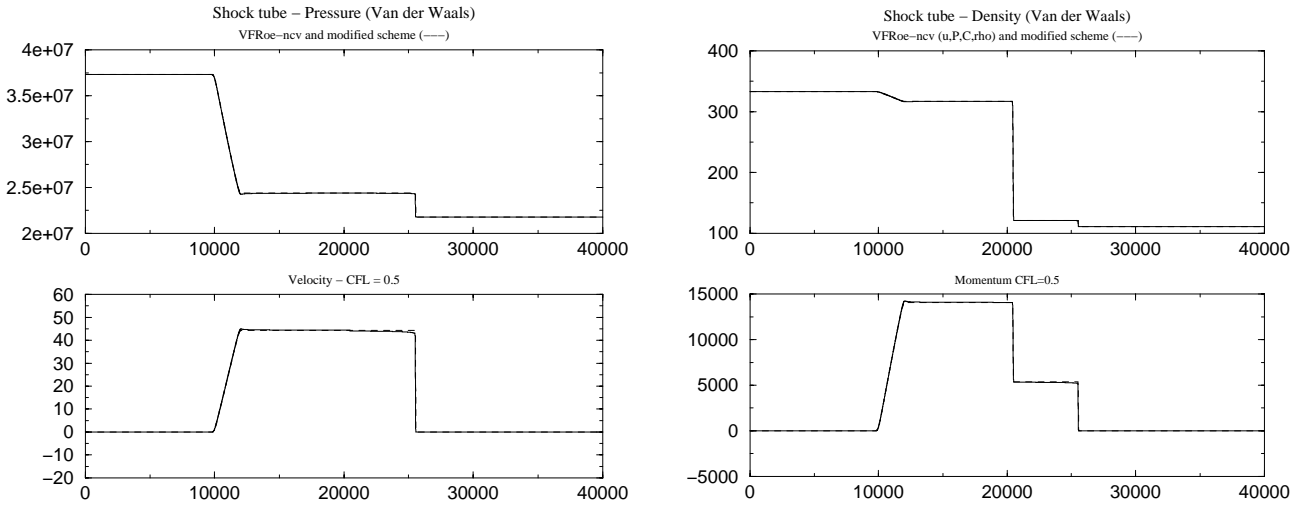 Shock tube – Pressure (Van der Waals)
VFRoe–ncv and modified scheme (–––)
4e+07
3.5e+07
3e+07
2.5e+07
2e+07
0 10000 20000 30000 40000
Velocity – CFL = 0.5
60
50
40
30
20
10
0
−10
−20
0 10000 20000 30000 40000
Shock tube – Density (Van der Waals)
VFRoe–ncv (u,P,C,rho) and modified scheme (–––)
400
300
200
100
0 10000 20000 30000 40000
Momentum CFL=0.5
15000
10000
5000
0
−5000
0 10000 20000 30000 40000